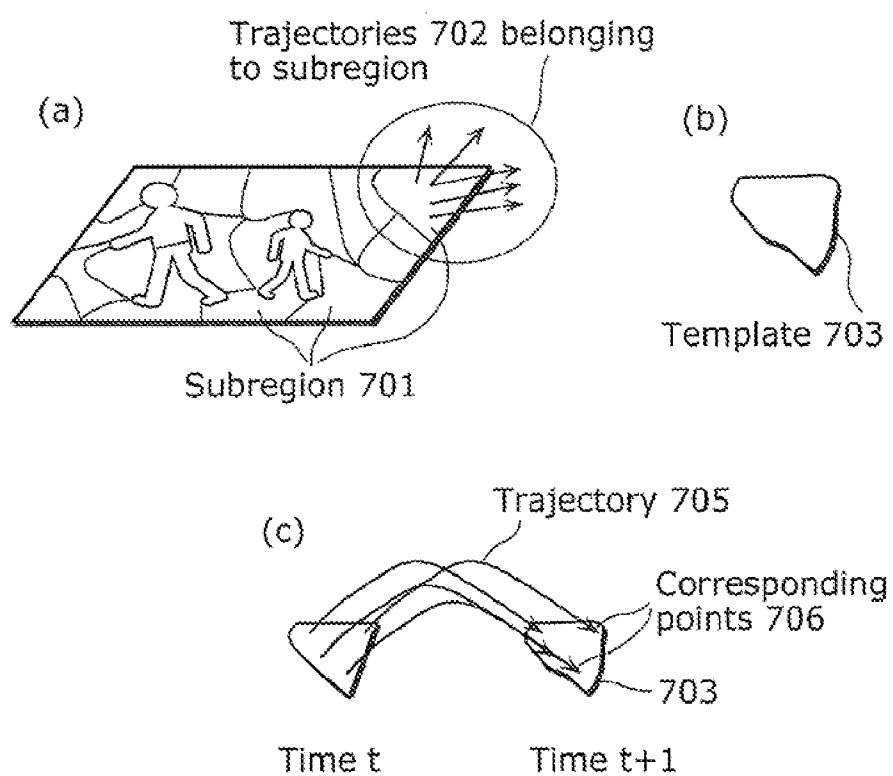 Trajectories 702 belonging
to subregion
(a)
(b)
Template 703
Subregion 701
(c)
Trajectory 705
Corresponding
points 706
703
Time t
Time t+1